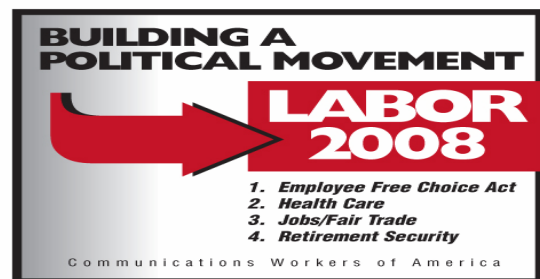 BUILDING A
POLITICAL MOVEMENT
LABOR
2008
1. Employee Free Choice Act
2. Health Care
3. Jobs/Fair Trade
4. Retirement Security
Communications Workers of America